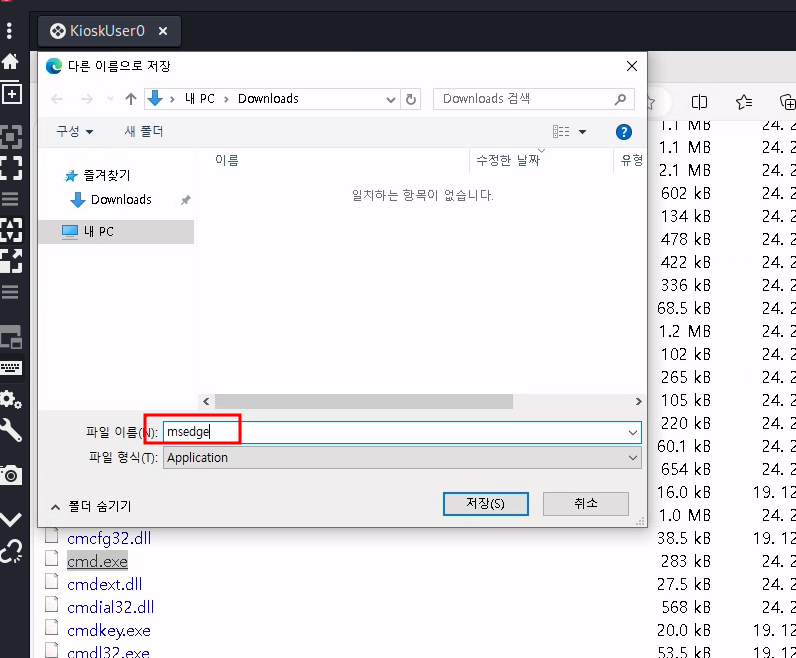 KioskUser0
다른 이름으로 저장
내 PC Downloads
Downloads 검색
구성 새 폴더
즐겨찾기
Downloads
내 PC
이름 수정한 날짜 유형
일치하는 항목이 없습니다.
파일 이름(N): msedge
파일 형식(T): Application
폴더 숨기기
저장(S) 취소
1.1 MB 24. 2
1.1 MB 24. 2
2.1 MB 24. 2
602 kB 24. 2
134 kB 24. 2
478 kB 24. 2
422 kB 24. 2
336 kB 24. 2
68.5 kB 24. 2
1.2 MB 24. 2
102 kB 24. 2
265 kB 24. 2
105 kB 24. 2
220 kB 24. 2
60.1 kB 24. 2
654 kB 24. 2
16.0 kB 19. 12
1.0 MB 24. 2
cmcfg32.dll 38.5 kB 19. 12
cmd.exe 283 kB 24. 2
cmdext.dll 27.5 kB 24. 2
cmdial32.dll 568 kB 24. 2
cmdkey.exe 20.0 kB 19. 12
cmdl32.exe 53.5 kB 19. 12